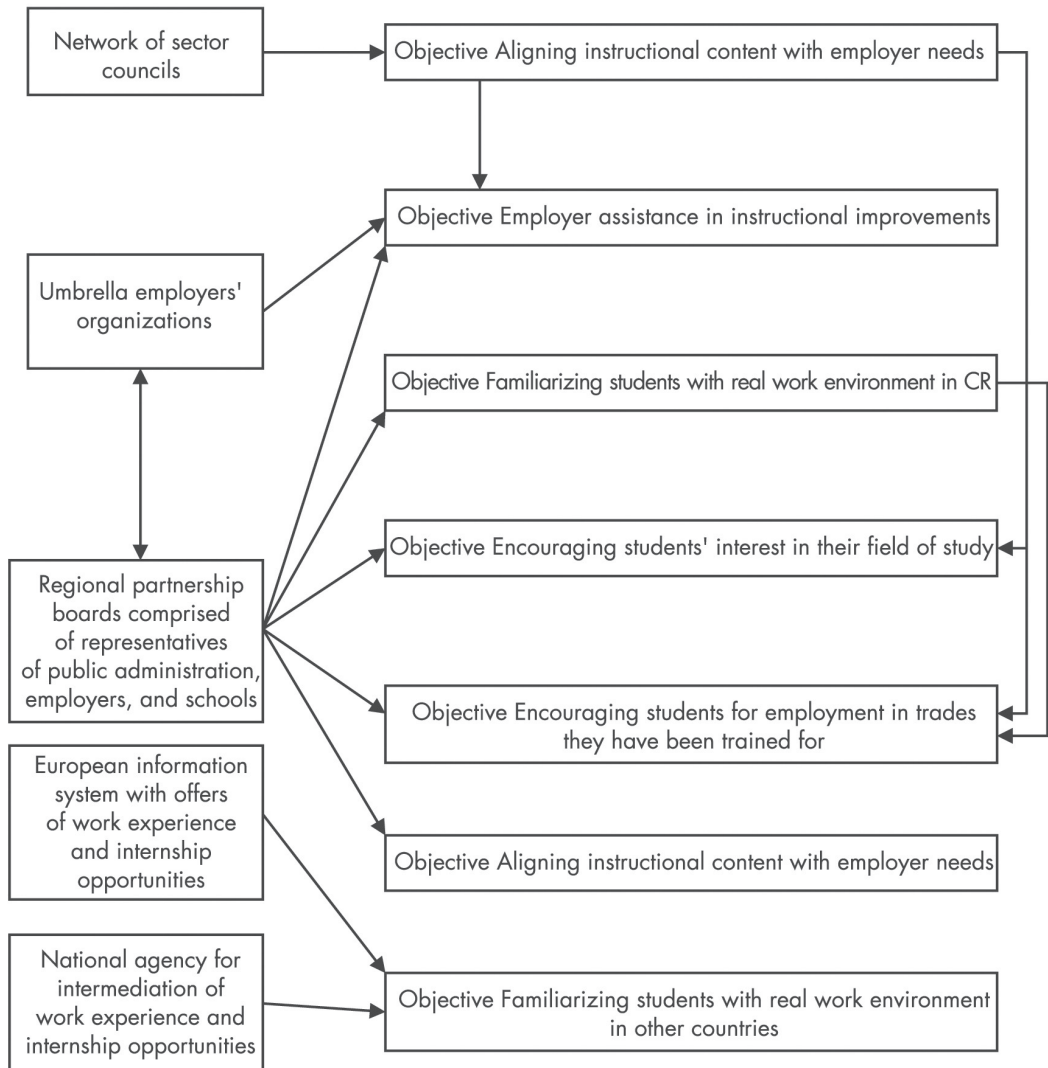 Network of sector
councils
Objective Aligning instructional content with employer needs
Objective Employer assistance in instructional improvements
Umbrella employers'
organizations
Objective Familiarizing students with real work environment in CR
Objective Encouraging students' interest in their field of study
Regional partnership
boards comprised
of representatives
of public administration,
employers, and schools
Objective Encouraging students for employment in trades
they have been trained for
European information
system with offers
of work experience
and internship
opportunities
Objective Aligning instructional content with employer needs
National agency for
intermediation of
work experience and
internship opportunities
Objective Familiarizing students with real work environment
in other countries